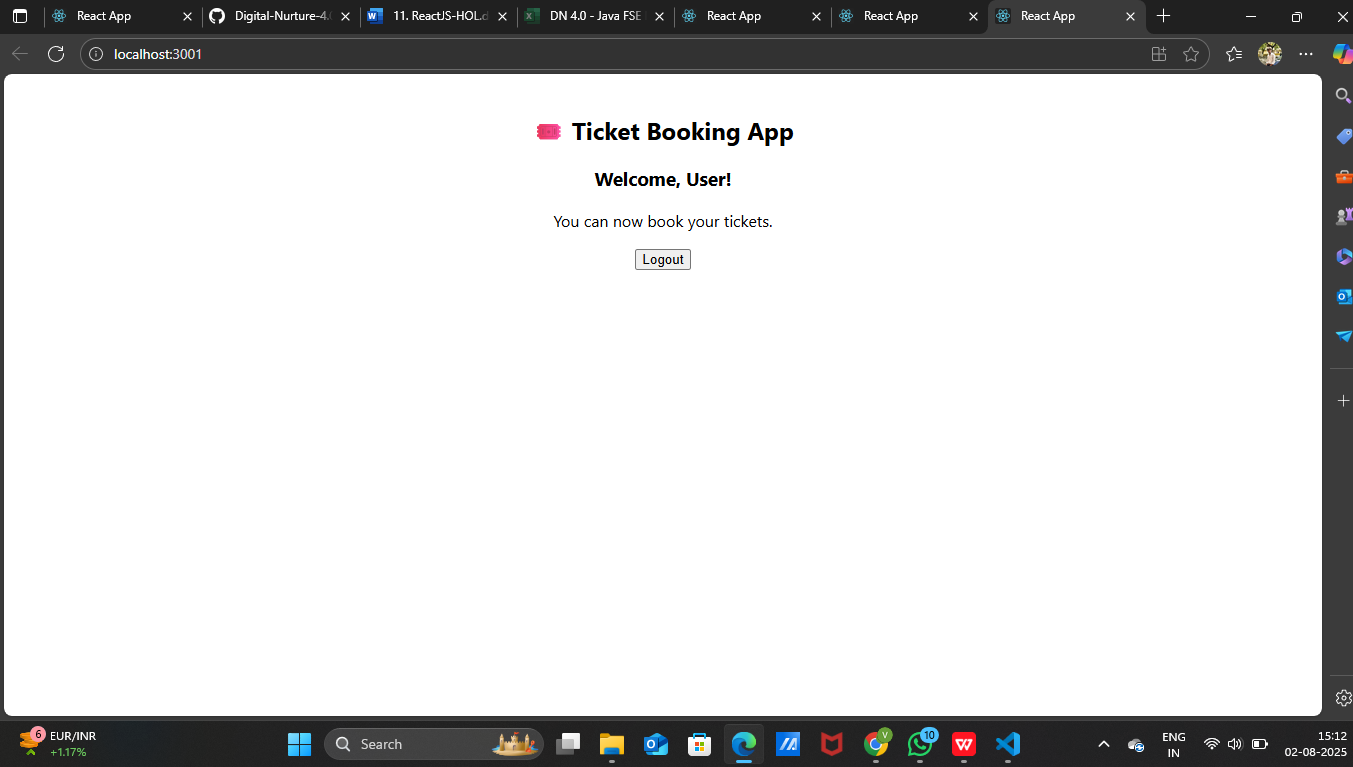 React App
Digital-Nurture-4.
11. ReactJS-HOL.d
DN 4.0 - Java FSE
React App
React App
React App
localhost:3001
Ticket Booking App
Welcome, User!
You can now book your tickets.
Logout
6
EUR/INR
+1.17%
Search
V
10
ENG
IN
15:12
02-08-2025